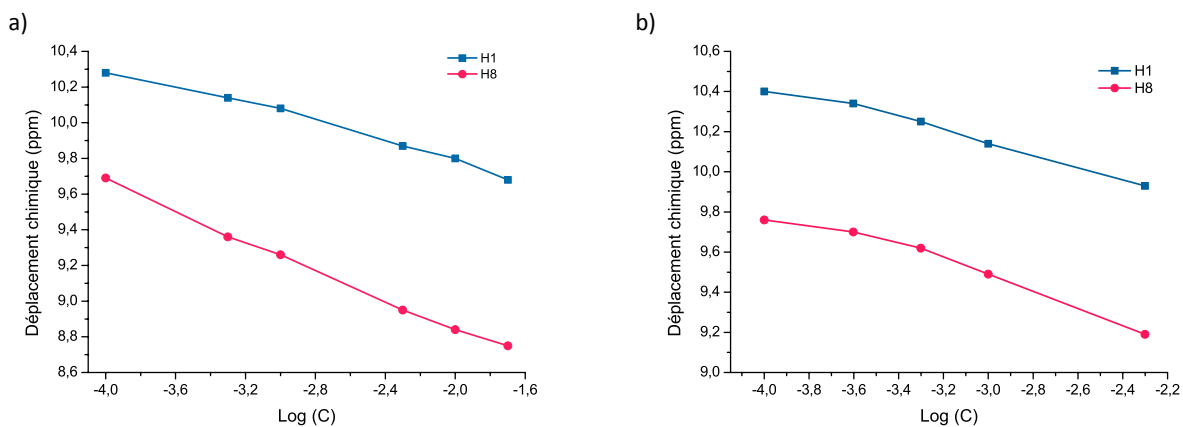 a)
10,4
10,2
10,0
9,8
9,6
9,4
9,2
9,0
8,8
8,6
-4,0 -3,6 -3,2 -2,8 -2,4 -2,0 -1,6
Déplacement chimique (ppm)
Log (C)
H1
H8
b)
10,6
10,4
10,2
10,0
9,8
9,6
9,4
9,2
9,0
-4,0 -3,8 -3,6 -3,4 -3,2 -3,0 -2,8 -2,6 -2,4 -2,2
Déplacement chimique (ppm)
Log (C)
H1
H8